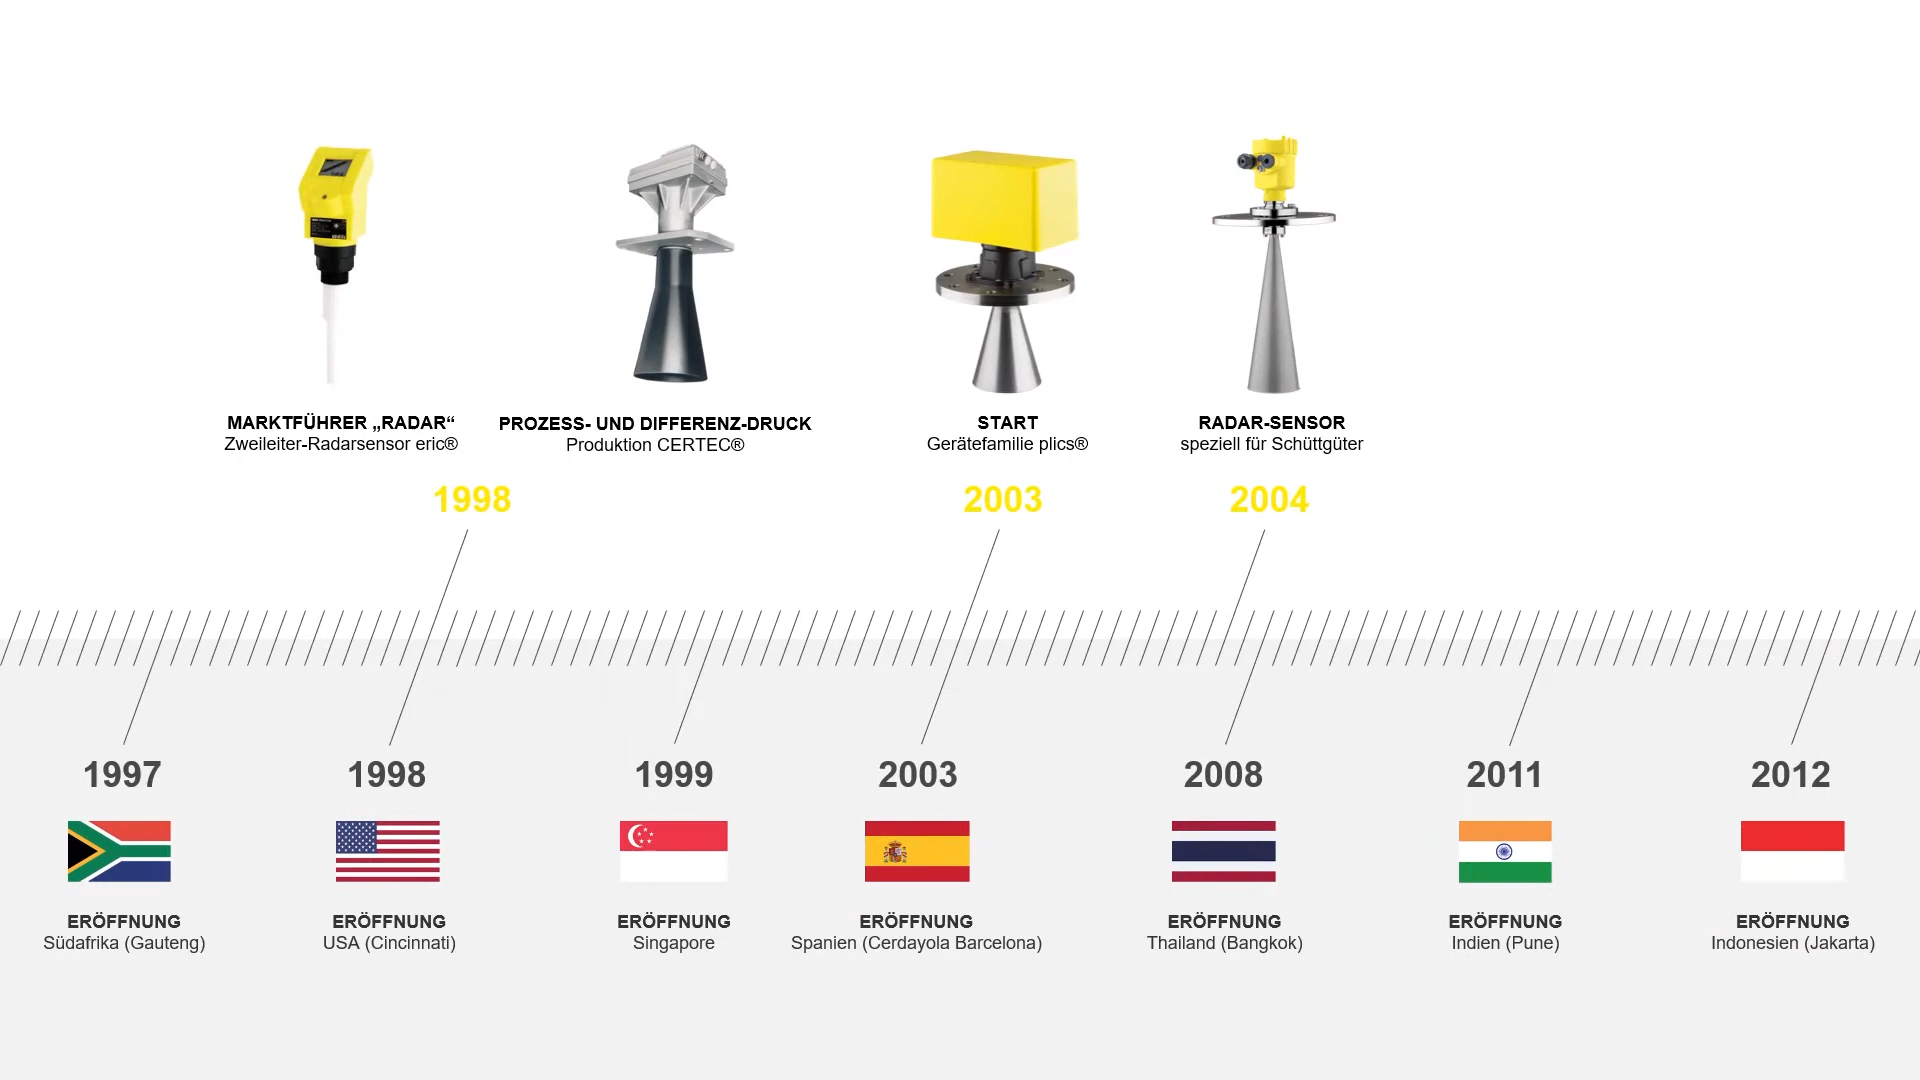 MARKTFÜHRER „RADAR“
Zweileiter-Radarsensor eric®
PROZESS- UND DIFFERENZ-DRUCK
Produktion CERTEC®
1998
START
Gerätefamilie plics®
2003
RADAR-SENSOR
speziell für Schüttgüter
2004
1997
ERÖFFNUNG
Südafrika (Gauteng)
1998
ERÖFFNUNG
USA (Cincinnati)
1999
ERÖFFNUNG
Singapore
2003
ERÖFFNUNG
Spanien (Cerdayola Barcelona)
2008
ERÖFFNUNG
Thailand (Bangkok)
2011
ERÖFFNUNG
Indien (Pune)
2012
ERÖFFNUNG
Indonesien (Jakarta)